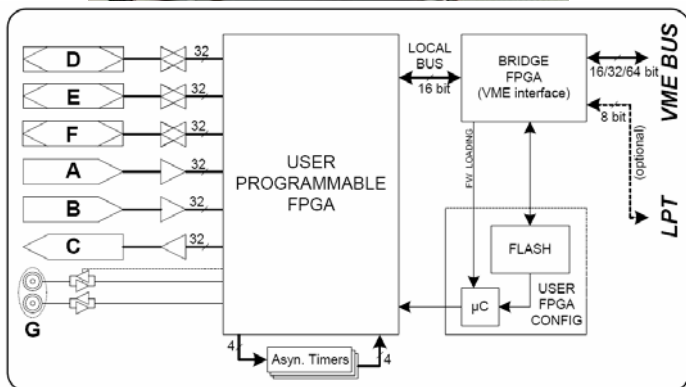 D
32
E
32
F
32
A
32
B
32
C
32
G
USER
PROGRAMMABLE
FPGA
4
Asyn. Timers
4
LOCAL
BUS
16 bit
BRIDGE
FPGA
(VME interface)
16/32/64 bit
VME BUS
8 bit
(optional)
LPT
FW LOADING
FLASH
µC
USER
FPGA
CONFIG